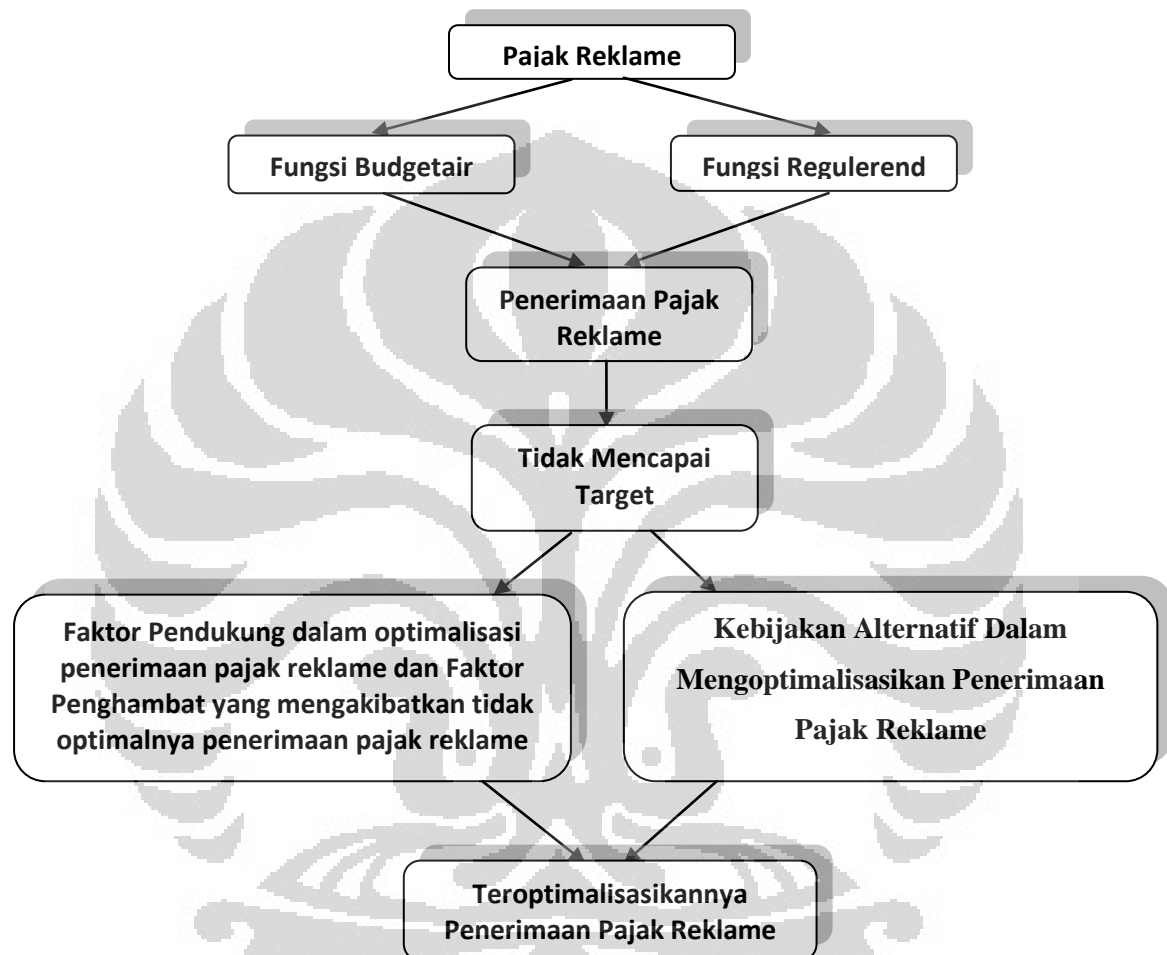 Pajak Reklame
Fungsi Budgetair
Fungsi Regulerend
Penerimaan Pajak
Reklame
Tidak Mencapai
Target
Faktor Pendukung dalam optimalisasi
penerimaan pajak reklame dan Faktor
Penghambat yang mengakibatkan tidak
optimalnya penerimaan pajak reklame
Kebijakan Alternatif Dalam
Mengoptimalisasikan Penerimaan
Pajak Reklame
Teroptimalisasikannya
Penerimaan Pajak Reklame